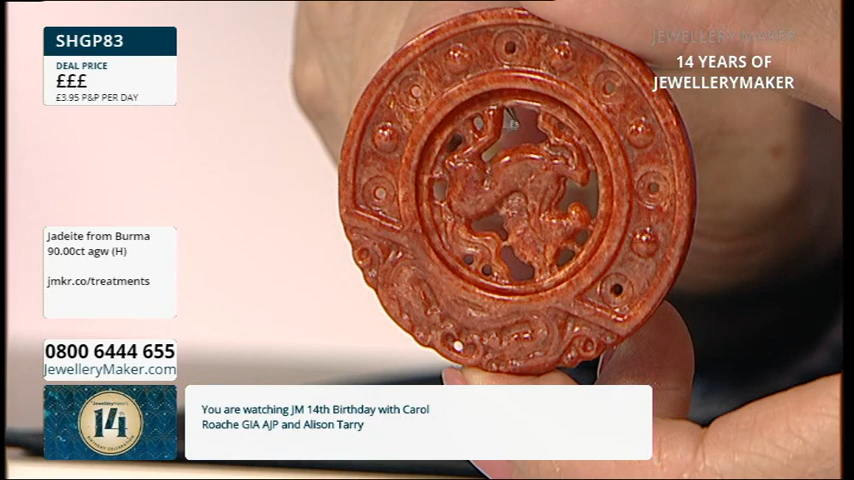 SHGP83
DEAL PRICE
£££
£3.95 P&P PER DAY
JEWELLERY MAKER
14 YEARS OF
JEWELLERYMAKER
Jadeite from Burma
90.00ct agw (H)
jmkr.co/treatments
0800 6444 655
JewelleryMaker.com
14
You are watching JM 14th Birthday with Carol
Roache GIA AJP and Alison Tarry